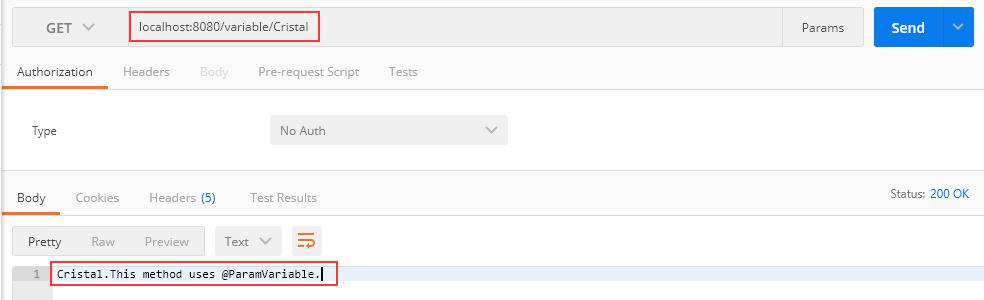 GET localhost:8080/variable/Cristal Params Send
Authorization Headers Body Pre-request Script Tests
Type No Auth
Body Cookies Headers (5) Test Results Status: 200 OK
Pretty Raw Preview Text
1 Cristal.This method uses @ParamVariable.